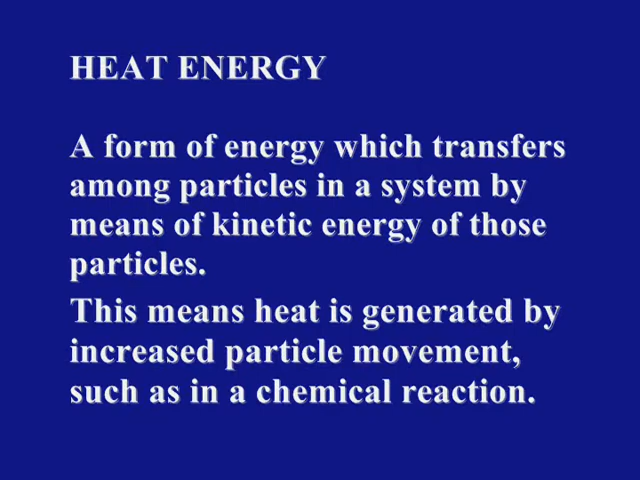 HEAT ENERGY
A form of energy which transfers
among particles in a system by
means of kinetic energy of those
particles.
This means heat is generated by
increased particle movement,
such as in a chemical reaction.